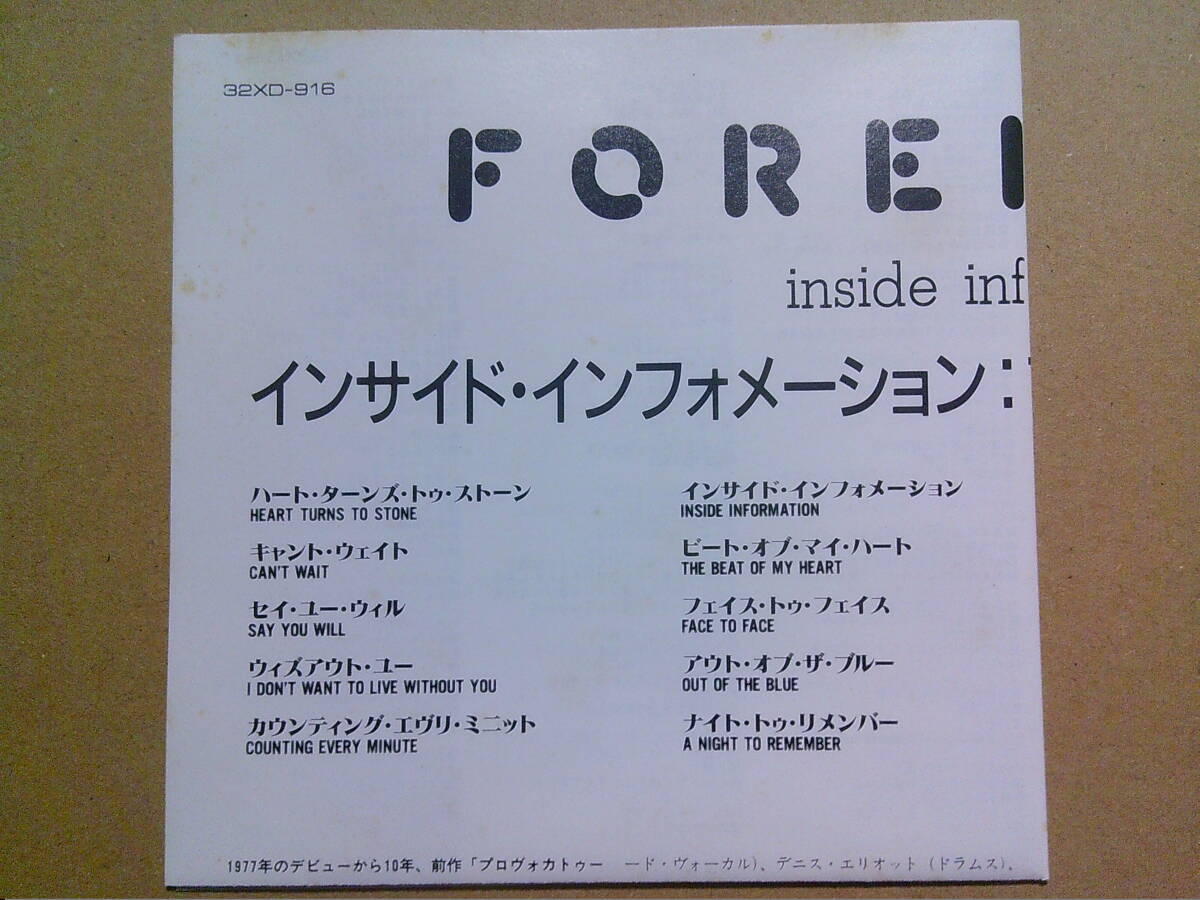 32XD-916
FOREI
inside inf
インサイド・インフォメーション:
ハート・ターンズ・トゥ・ストーン
HEART TURNS TO STONE
キャント・ウェイト
CAN'T WAIT
セイ・ユー・ウィル
SAY YOU WILL
ウィズアウト・ユー
I DON'T WANT TO LIVE WITHOUT YOU
カウンティング・エヴリ・ミニット
COUNTING EVERY MINUTE
インサイド・インフォメーション
INSIDE INFORMATION
ビート・オブ・マイ・ハート
THE BEAT OF MY HEART
フェイス・トゥ・フェイス
FACE TO FACE
アウト・オブ・ザ・ブルー
OUT OF THE BLUE
ナイト・トゥ・リメンバー
A NIGHT TO REMEMBER
1977年のデビューから10年、前作「プロヴォカトゥー ード・ヴォーカル)、デニス・エリオット(ドラムス)、